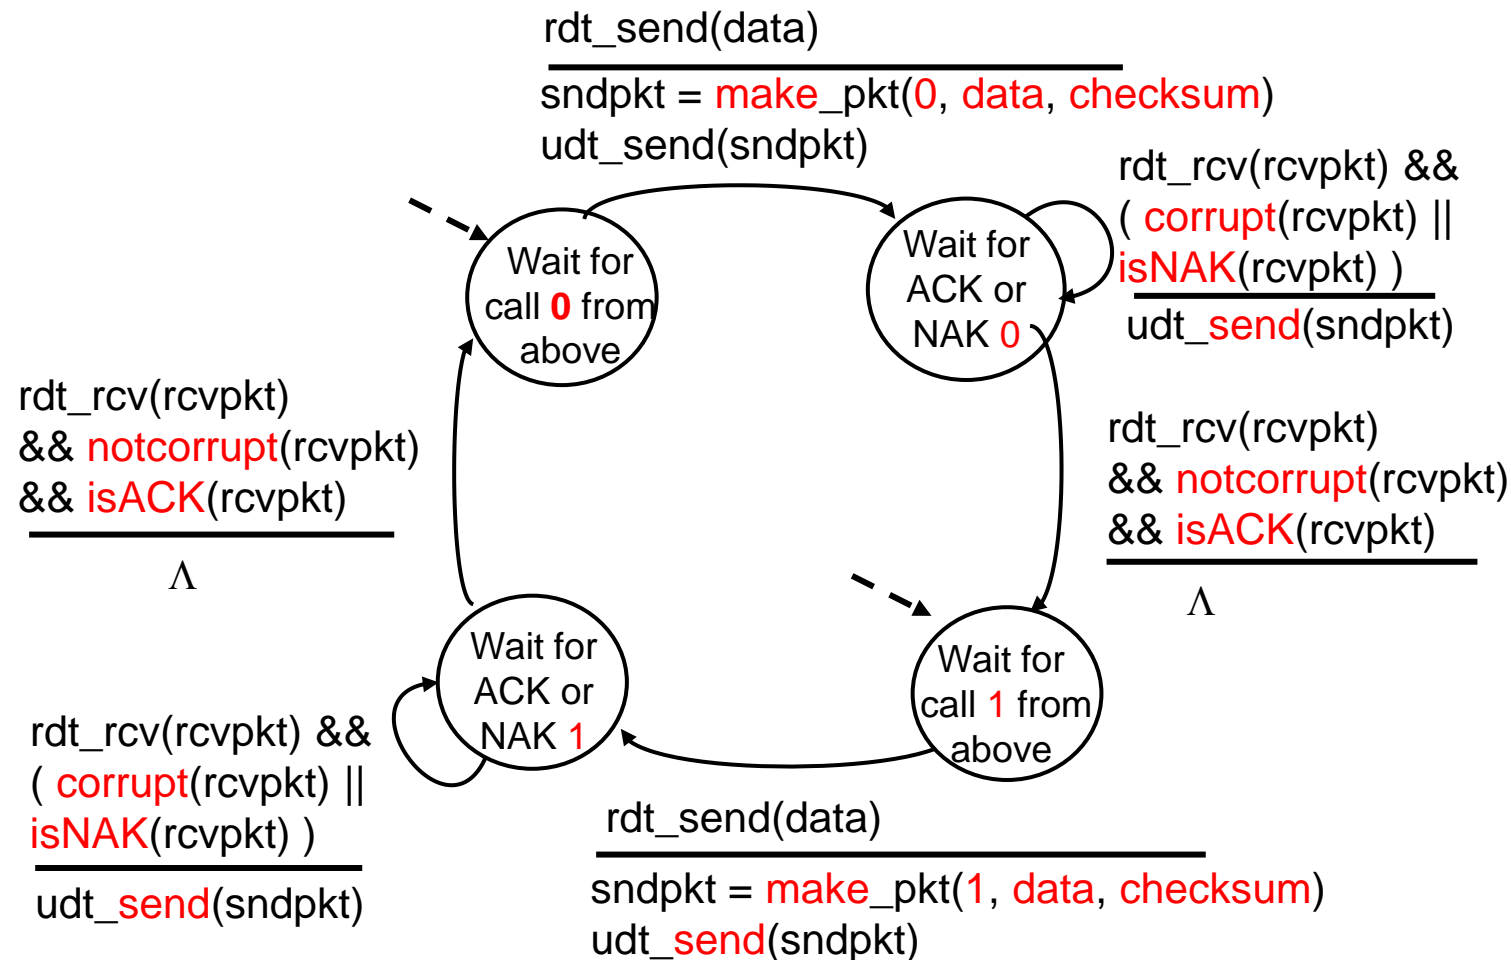 rdt_send(data)
sndpkt = make_pkt(0, data, checksum)
udt_send(sndpkt)
Wait for
call 0 from
above
Wait for
ACK or
NAK 0
rdt_rcv(rcvpkt) &&
( corrupt(rcvpkt) ||
isNAK(rcvpkt) )
udt_send(sndpkt)
rdt_rcv(rcvpkt)
&& notcorrupt(rcvpkt)
&& isACK(rcvpkt)
Λ
rdt_rcv(rcvpkt)
&& notcorrupt(rcvpkt)
&& isACK(rcvpkt)
Λ
Wait for
ACK or
NAK 1
Wait for
call 1 from
above
rdt_rcv(rcvpkt) &&
( corrupt(rcvpkt) ||
isNAK(rcvpkt) )
udt_send(sndpkt)
rdt_send(data)
sndpkt = make_pkt(1, data, checksum)
udt_send(sndpkt)